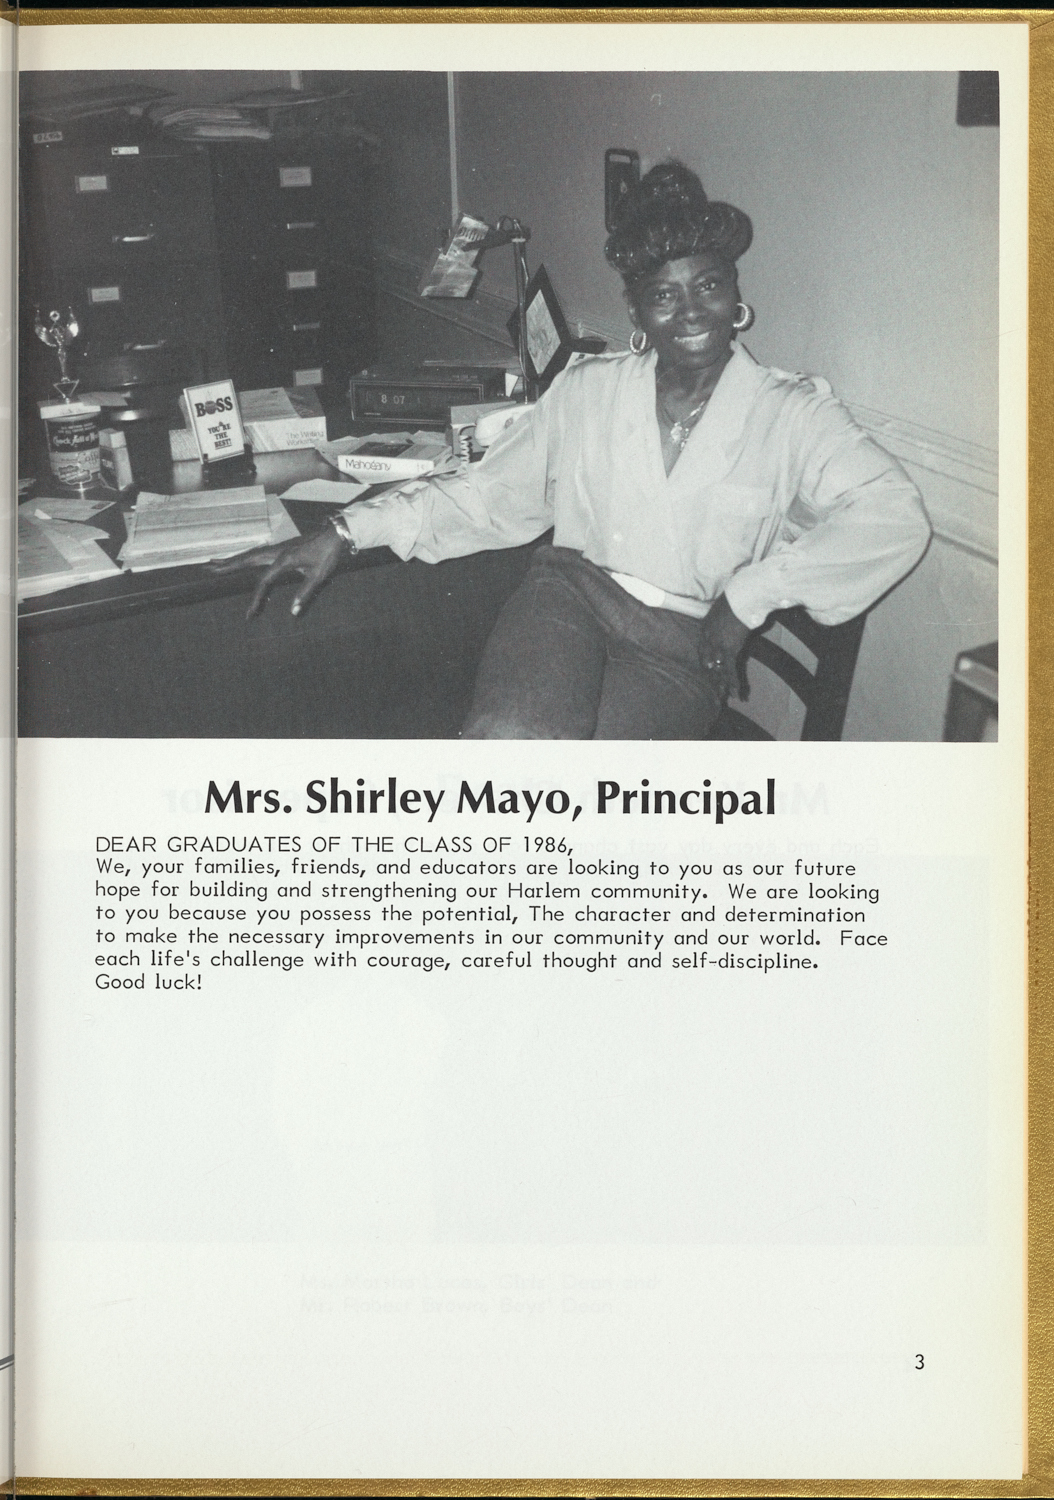 BOSS
YOU'RE
THE
BEST!
The Writing
8 07
Mahogany
Mrs. Shirley Mayo, Principal
DEAR GRADUATES OF THE CLASS OF 1986,
We, your families, friends, and educators are looking to you as our future
hope for building and strengthening our Harlem community.  We are looking
to you because you possess the potential, The character and determination
to make the necessary improvements in our community and our world.  Face
each life's challenge with courage, careful thought and self-discipline.
Good luck!
3